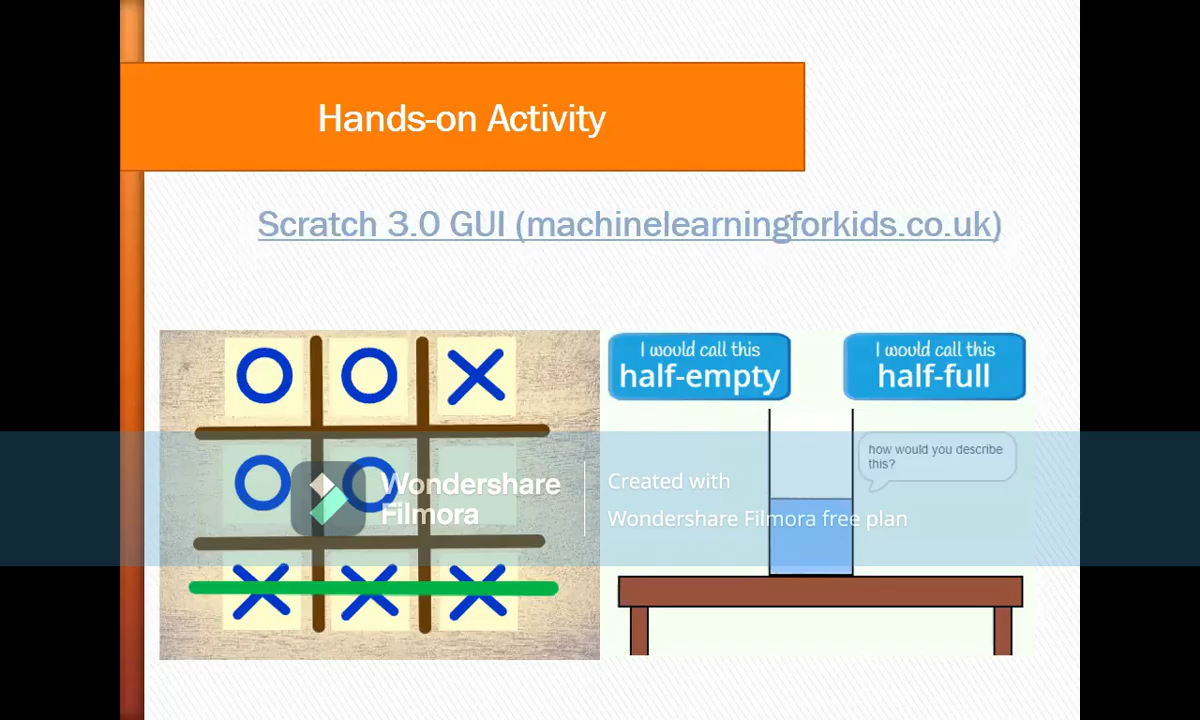 Hands-on Activity
Scratch 3.0 GUI (machinelearningforkids.co.uk)
O O X
I would call this
half-empty
I would call this
half-full
how would you describe
this?
O O
Wondershare
Filmora
Created with
Wondershare Filmora free plan
X X X